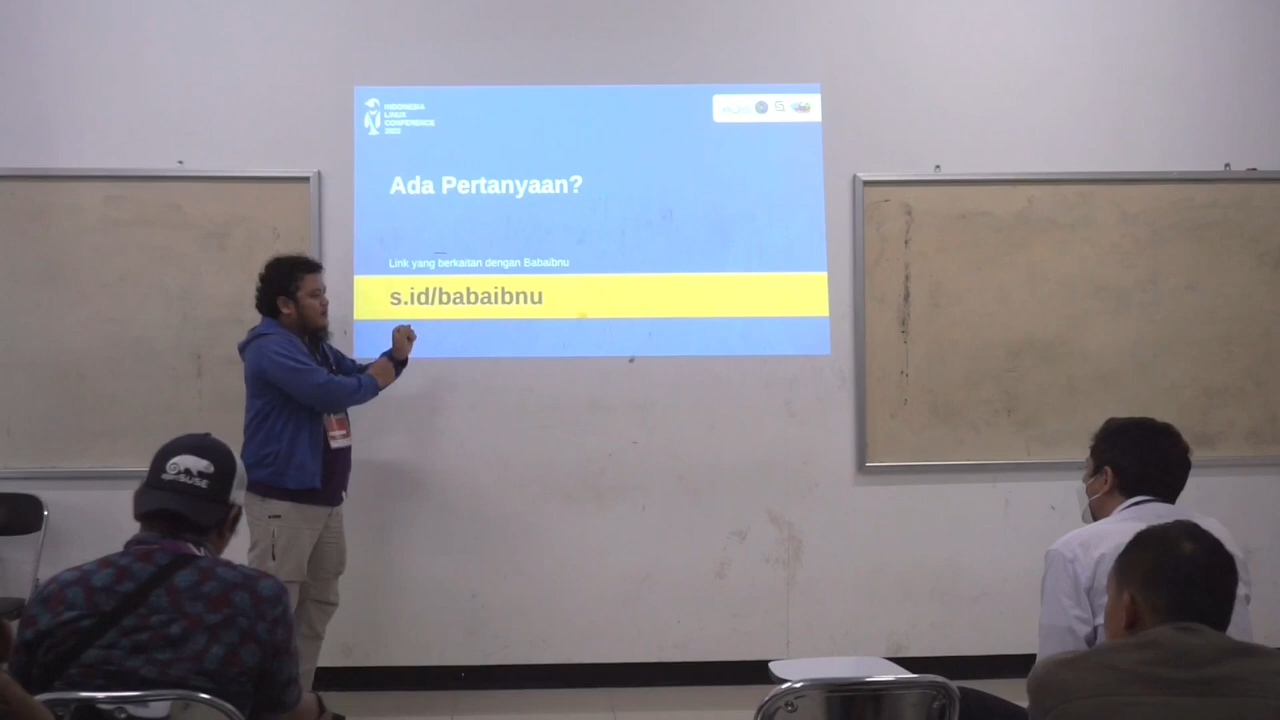 INDONESIA
LINUX
CONFERENCE
2022
Ada Pertanyaan?
Link yang berkaitan dengan Babaibnu
s.id/babaibnu
openSUSE